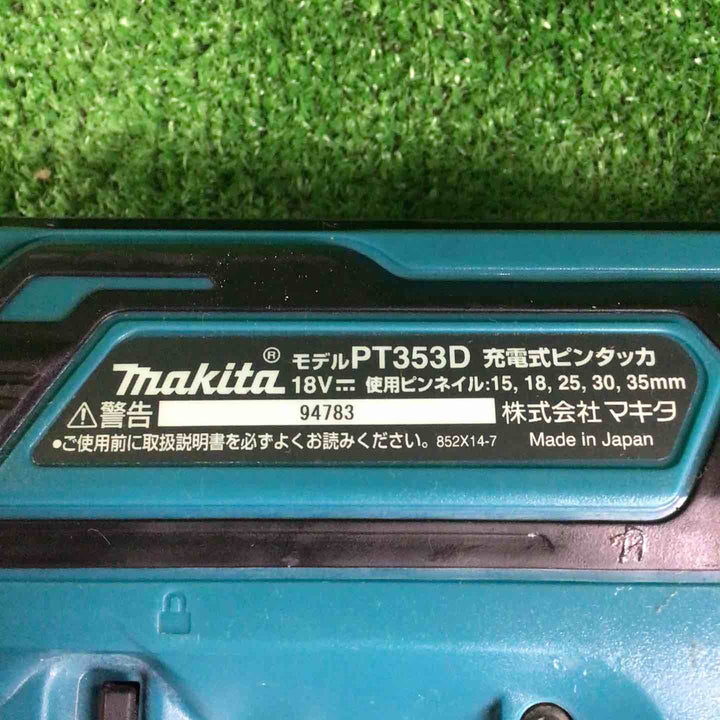 makita® モデルPT353D 充電式ピンタッカ
18V⎓ 使用ピンネイル:15, 18, 25, 30, 35mm
⚠警告 94783 株式会社マキタ
●ご使用前に取扱説明書を必ずよくお読みください。 852X14-7 Made in Japan